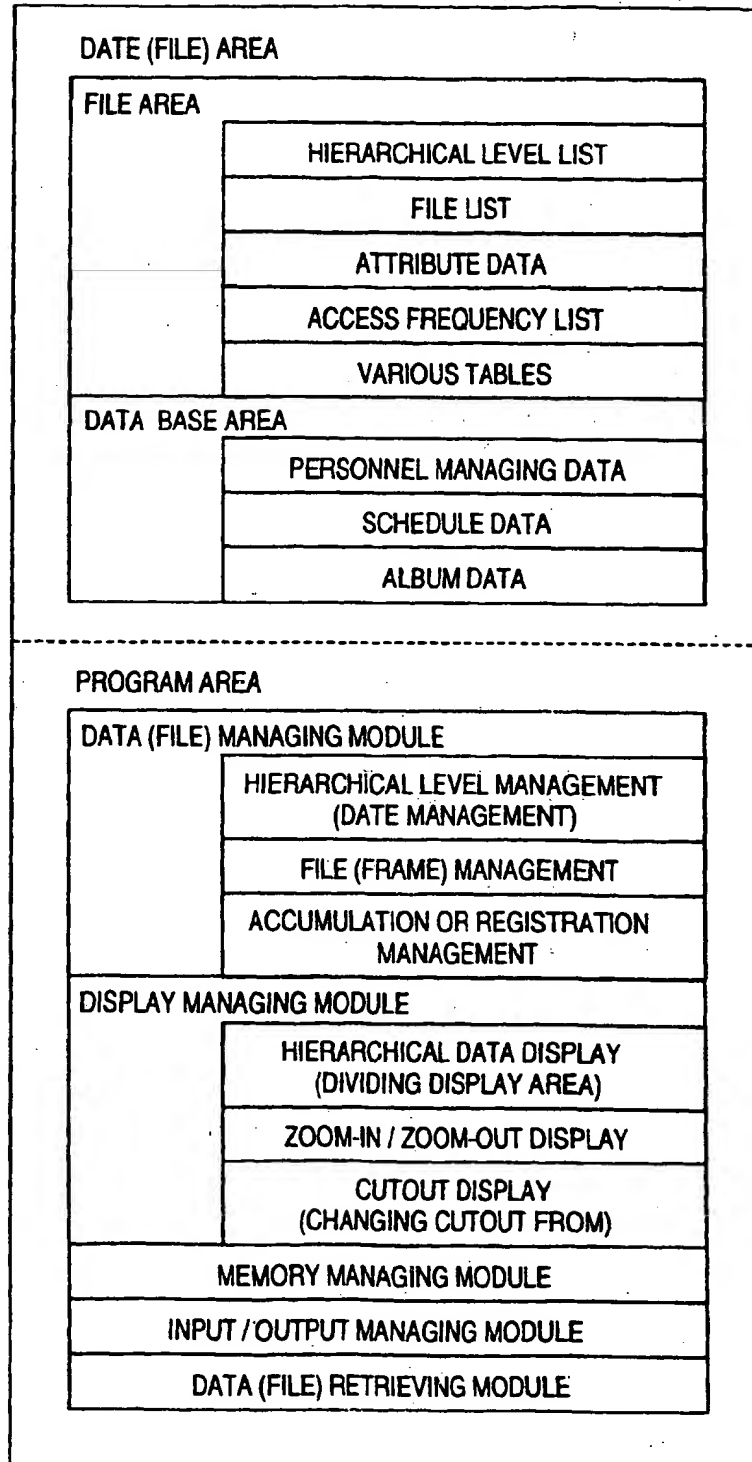 DATE (FILE) AREA
FILE AREA
HIERARCHICAL LEVEL LIST
FILE LIST
ATTRIBUTE DATA
ACCESS FREQUENCY LIST
VARIOUS TABLES
DATA BASE AREA
PERSONNEL MANAGING DATA
SCHEDULE DATA
ALBUM DATA
PROGRAM AREA
DATA (FILE) MANAGING MODULE
HIERARCHICAL LEVEL MANAGEMENT
(DATE MANAGEMENT)
FILE (FRAME) MANAGEMENT
ACCUMULATION OR REGISTRATION
MANAGEMENT
DISPLAY MANAGING MODULE
HIERARCHICAL DATA DISPLAY
(DIVIDING DISPLAY AREA)
ZOOM-IN / ZOOM-OUT DISPLAY
CUTOUT DISPLAY
(CHANGING CUTOUT FROM)
MEMORY MANAGING MODULE
INPUT / OUTPUT MANAGING MODULE
DATA (FILE) RETRIEVING MODULE